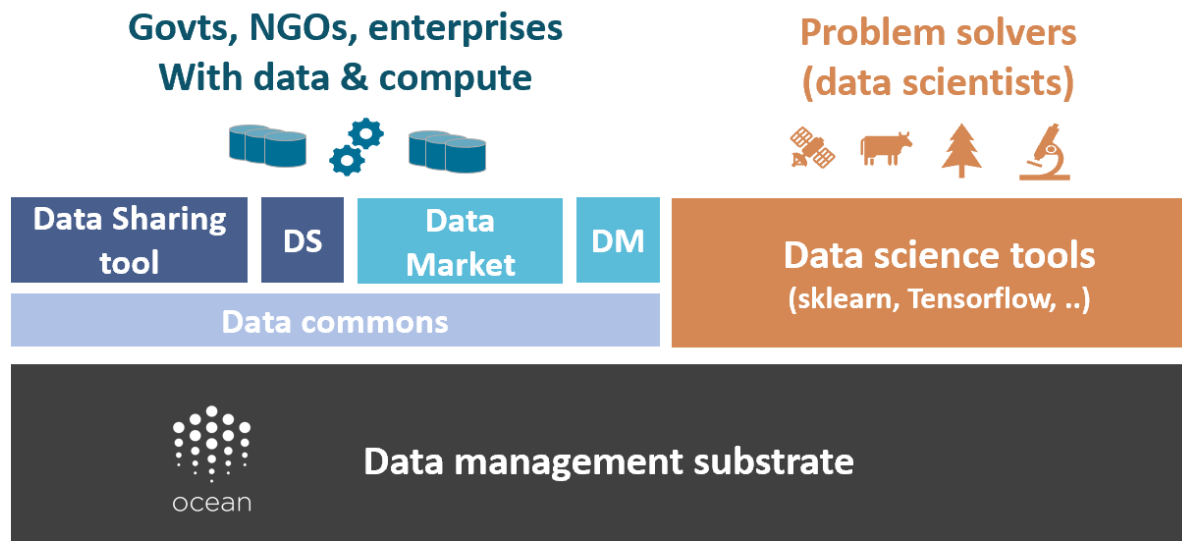 Govts, NGOs, enterprises
With data & compute
Problem solvers
(data scientists)
Data Sharing
tool
DS
Data
Market
DM
Data science tools
(sklearn, Tensorflow, ..)
Data commons
ocean
Data management substrate